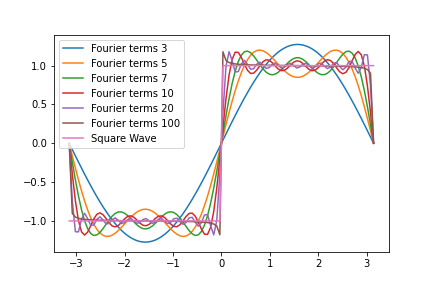 Fourier terms 3
Fourier terms 5
Fourier terms 7
Fourier terms 10
Fourier terms 20
Fourier terms 100
Square Wave
1.0
0.5
0.0
−0.5
−1.0
−3 −2 −1 0 1 2 3